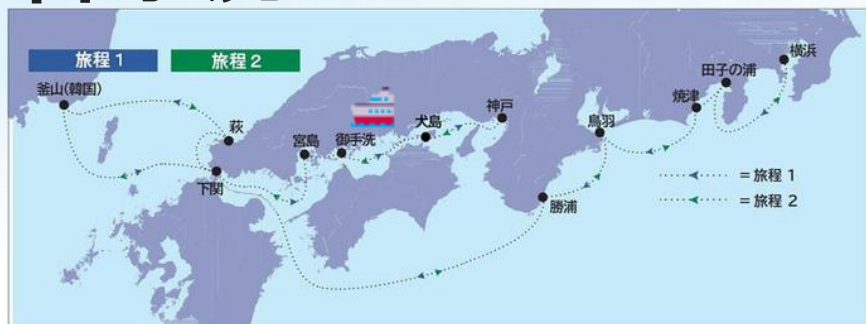 旅程1
旅程2
釜山(韓国)
萩
下関
宮島
御手洗
犬島
神戸
勝浦
鳥羽
焼津
田子の浦
横浜
=旅程1
=旅程2